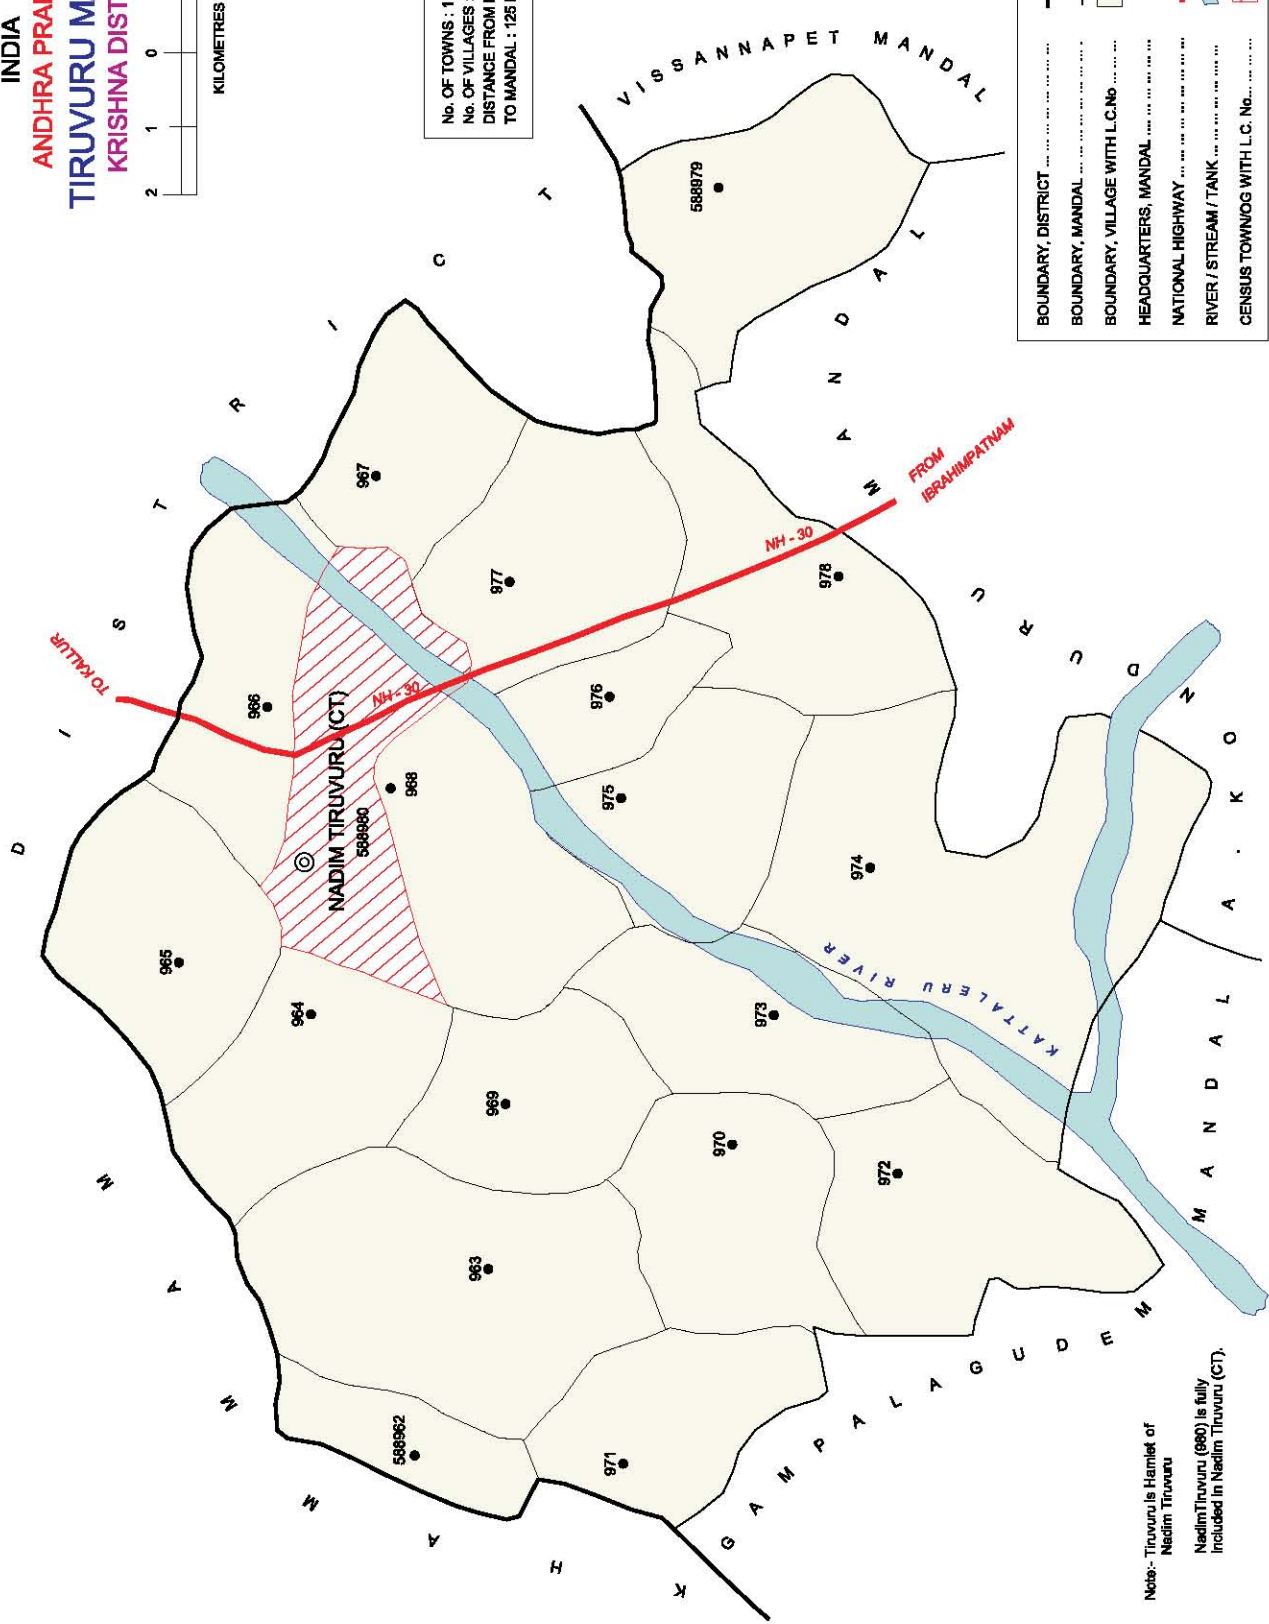 INDIA
ANDHRA PRA
TIRUVURU M
KRISHNA DIST
2 1 0
KILOMETRES
No. OF TOWNS : 1
No. OF VILLAGES :
DISTANCE FROM
TO MANDAL : 125
KHAMMAM DISTRICT
VISSANNAPET MANDAL
A. KONDURU MANDAL
GAMPALAGUDEM MANDAL
TO KALLUR
NH - 30
NH - 30
FROM
IBRAHIMPATNAM
KATTALERU RIVER
NADIM TIRUVURU (CT)
588980
588962
963
964
965
966
967
968
969
970
971
972
973
974
975
976
977
978
588979
BOUNDARY, DISTRICT
BOUNDARY, MANDAL
BOUNDARY, VILLAGE WITH L.C.No
HEADQUARTERS, MANDAL
NATIONAL HIGHWAY
RIVER / STREAM / TANK
CENSUS TOWN/OG WITH L.C. No.
Note:- Tiruvuru is Hamlet of
Nadim Tiruvuru
NadimTiruvuru (980) is fully
included in Nadim Tiruvuru (CT).